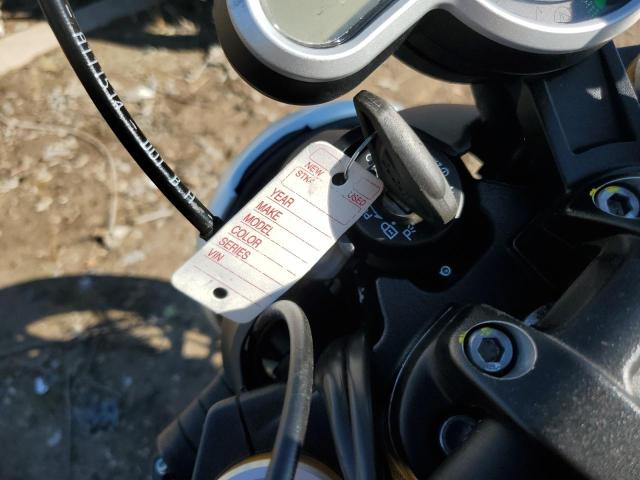 NEW
STK#
USED
YEAR
MAKE
MODEL
COLOR
SERIES
VIN